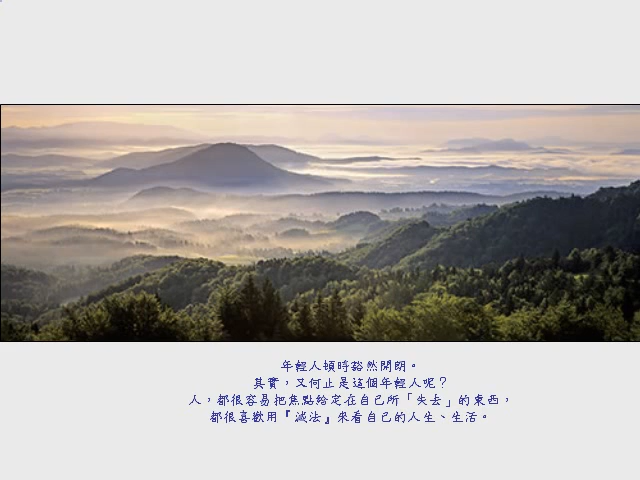 年輕人頓時豁然開朗。
其實，又何止是這個年輕人呢？
人，都很容易把焦點給定在自己所「失去」的東西，
都很喜歡用『減法』來看自己的人生、生活。